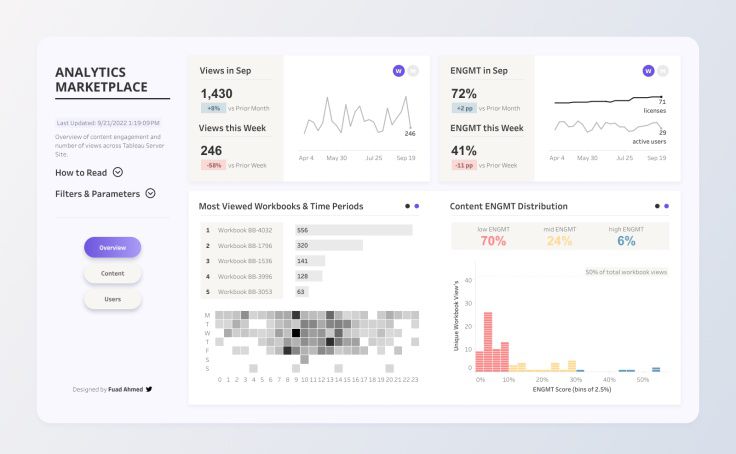 ANALYTICS
MARKETPLACE
Last Updated: 9/21/2022 1:19:09 PM
Overview of content engagement and
number of views across Tableau Server
Site.
How to Read
Filters & Parameters
Overview
Content
Users
Designed by Fuad Ahmed
Views in Sep
1,430
+8% vs Prior Month
Views this Week
246
-58% vs Prior Week
W M
246
Apr 4 May 30 Jul 25 Sep 19
ENGMT in Sep
72%
+2 pp vs Prior Month
ENGMT this Week
41%
-11 pp vs Prior Week
W M
71
licenses
29
active users
Apr 4 May 30 Jul 25 Sep 19
Most Viewed Workbooks & Time Periods
1 Workbook BB-4032 556
2 Workbook BB-1796 320
3 Workbook BB-1536 141
4 Workbook BB-3996 128
5 Workbook BB-3053 63
M
T
W
T
F
S
S
0 1 2 3 4 5 6 7 8 9 10 11 12 13 14 15 16 17 18 19 20 21 22 23
Content ENGMT Distribution
low ENGMT mid ENGMT high ENGMT
70% 24% 6%
50% of total workbook views
Unique Workbook View's
40
30
20
10
0
0% 10% 20% 30% 40% 50%
ENGMT Score (bins of 2.5%)